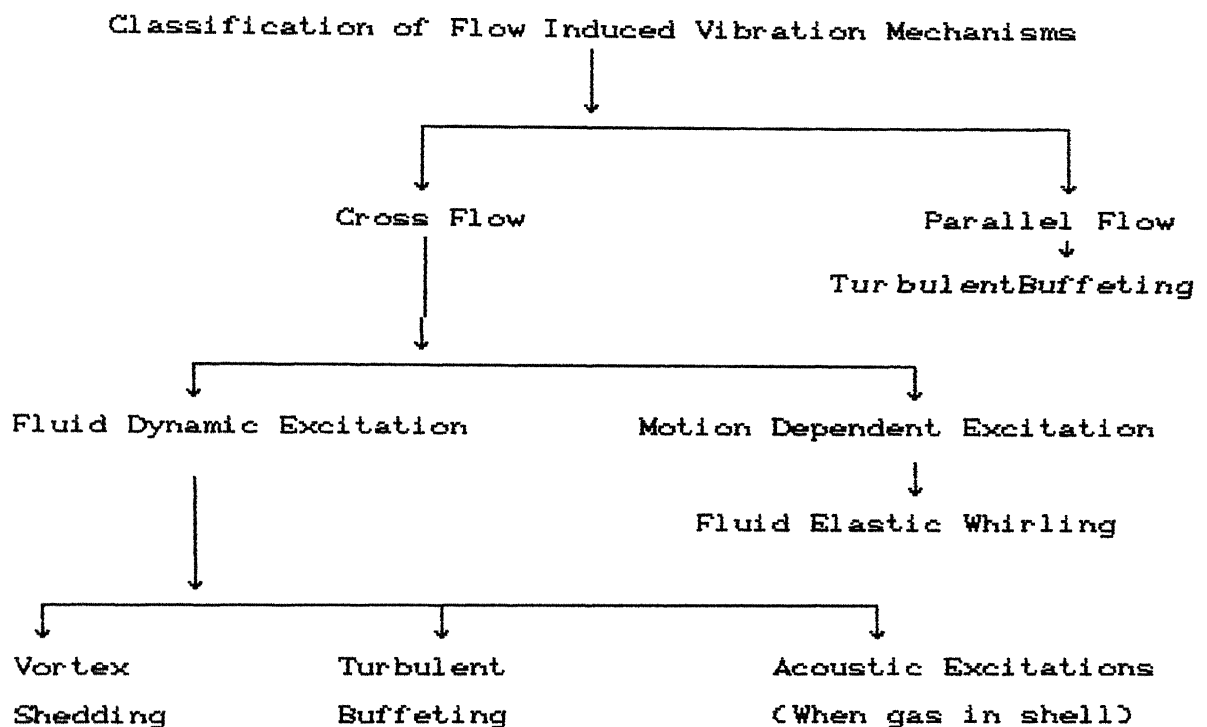 Classification of Flow Induced Vibration Mechanisms
Cross Flow
Parallel Flow
TurbulentBuffeting
Fluid Dynamic Excitation
Motion Dependent Excitation
Fluid Elastic Whirling
Vortex
Shedding
Turbulent
Buffeting
Acoustic Excitations
(When gas in shell)